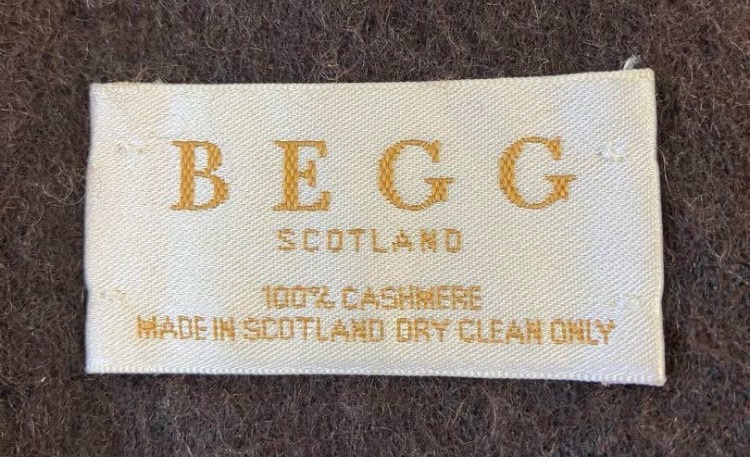 BEGG
SCOTLAND
100% CASHMERE
MADE IN SCOTLAND DRY CLEAN ONLY